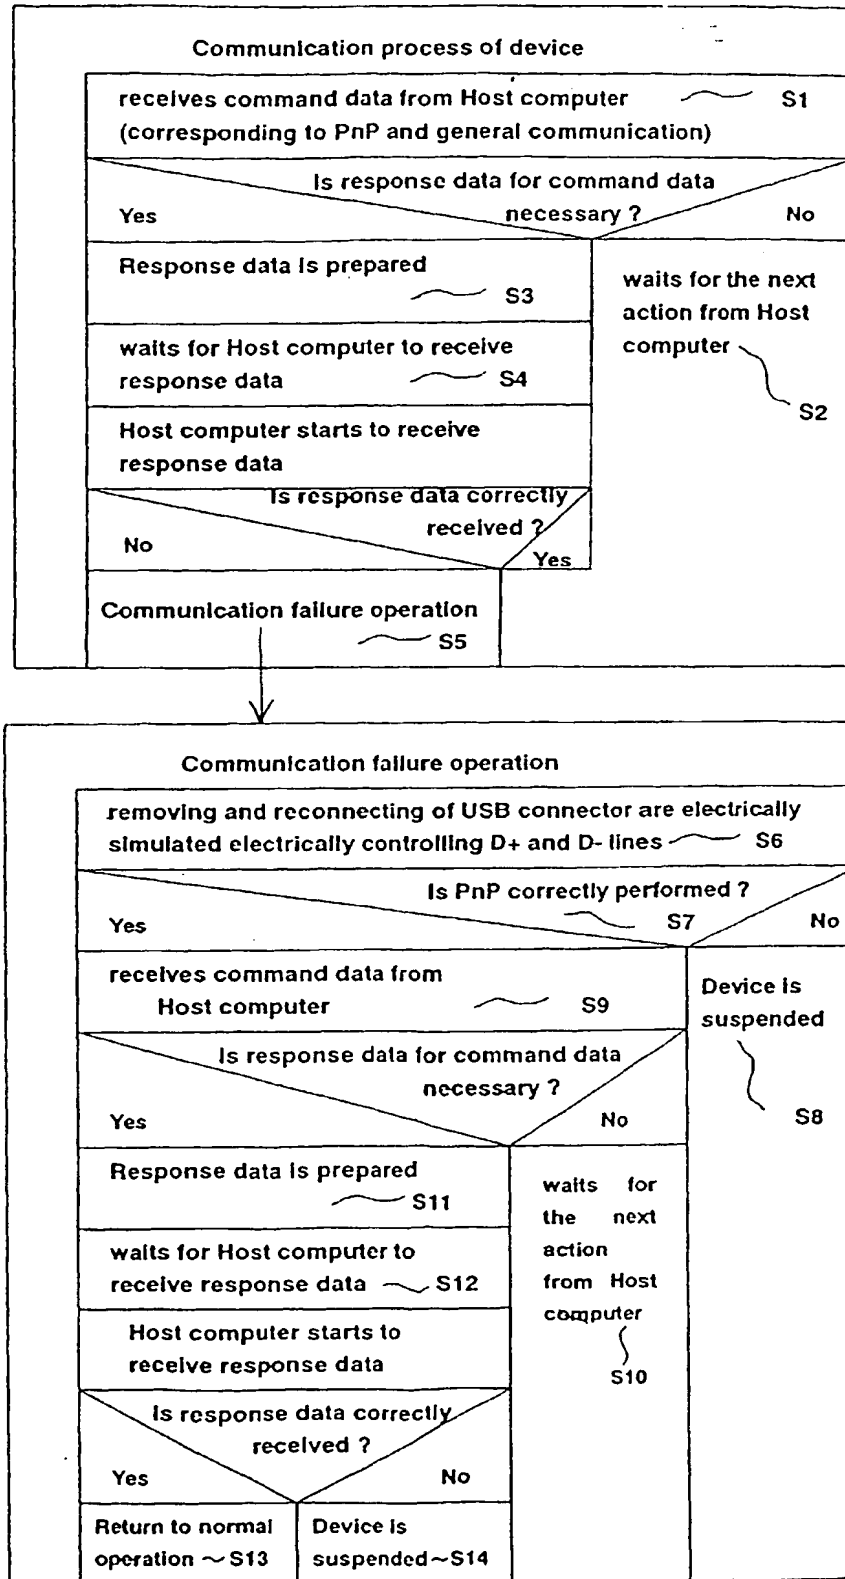 Communication process of device
receives command data from Host computer S1
(corresponding to PnP and general communication)
Is response data for command data
necessary ?
Yes
No
Response data is prepared
S3
waits for the next
action from Host
computer
S2
waits for Host computer to receive
response data S4
Host computer starts to receive
response data
Is response data correctly
received ?
No
Yes
Communication failure operation
S5
Communication failure operation
removing and reconnecting of USB connector are electrically
simulated electrically controlling D+ and D- lines S6
Is PnP correctly performed ?
S7
Yes
No
receives command data from
Host computer S9
Device is
suspended
S8
Is response data for command data
necessary ?
Yes
No
Response data is prepared
S11
waits for
the next
action
from Host
computer
S10
waits for Host computer to
receive response data S12
Host computer starts to
receive response data
Is response data correctly
received ?
Yes
No
Return to normal
operation S13
Device is
suspended S14